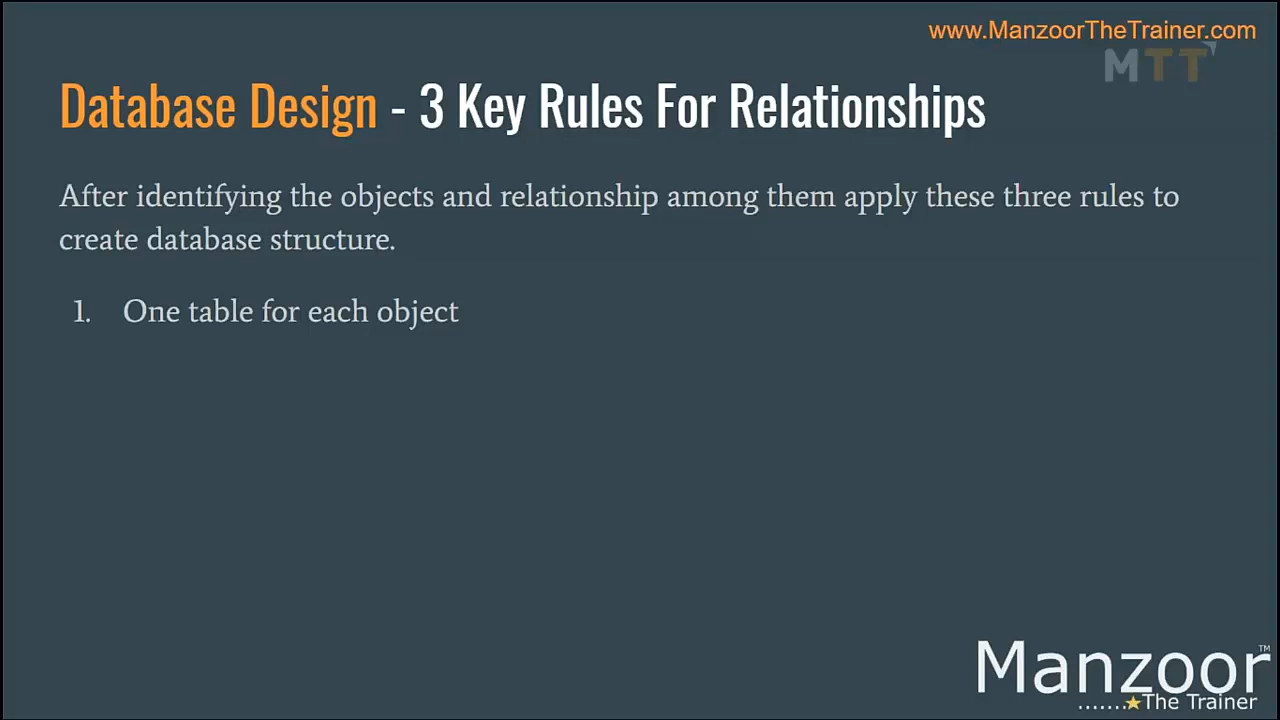 www.ManzoorTheTrainer.com
MTT
Database Design - 3 Key Rules For Relationships
After identifying the objects and relationship among them apply these three rules to
create database structure.
1. One table for each object
Manzoor™
.......★The Trainer